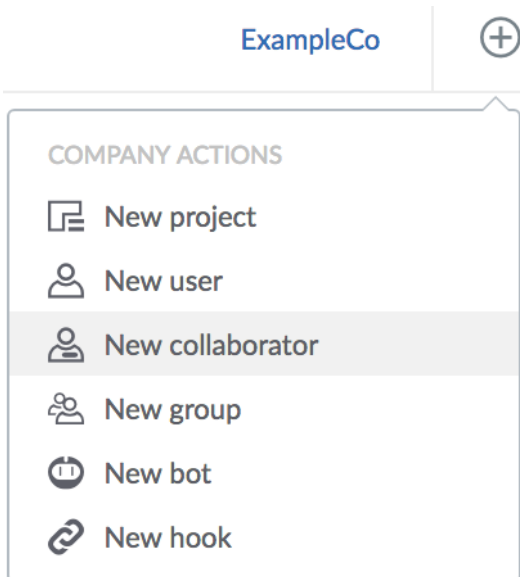 ExampleCo
COMPANY ACTIONS
New project
New user
New collaborator
New group
New bot
New hook